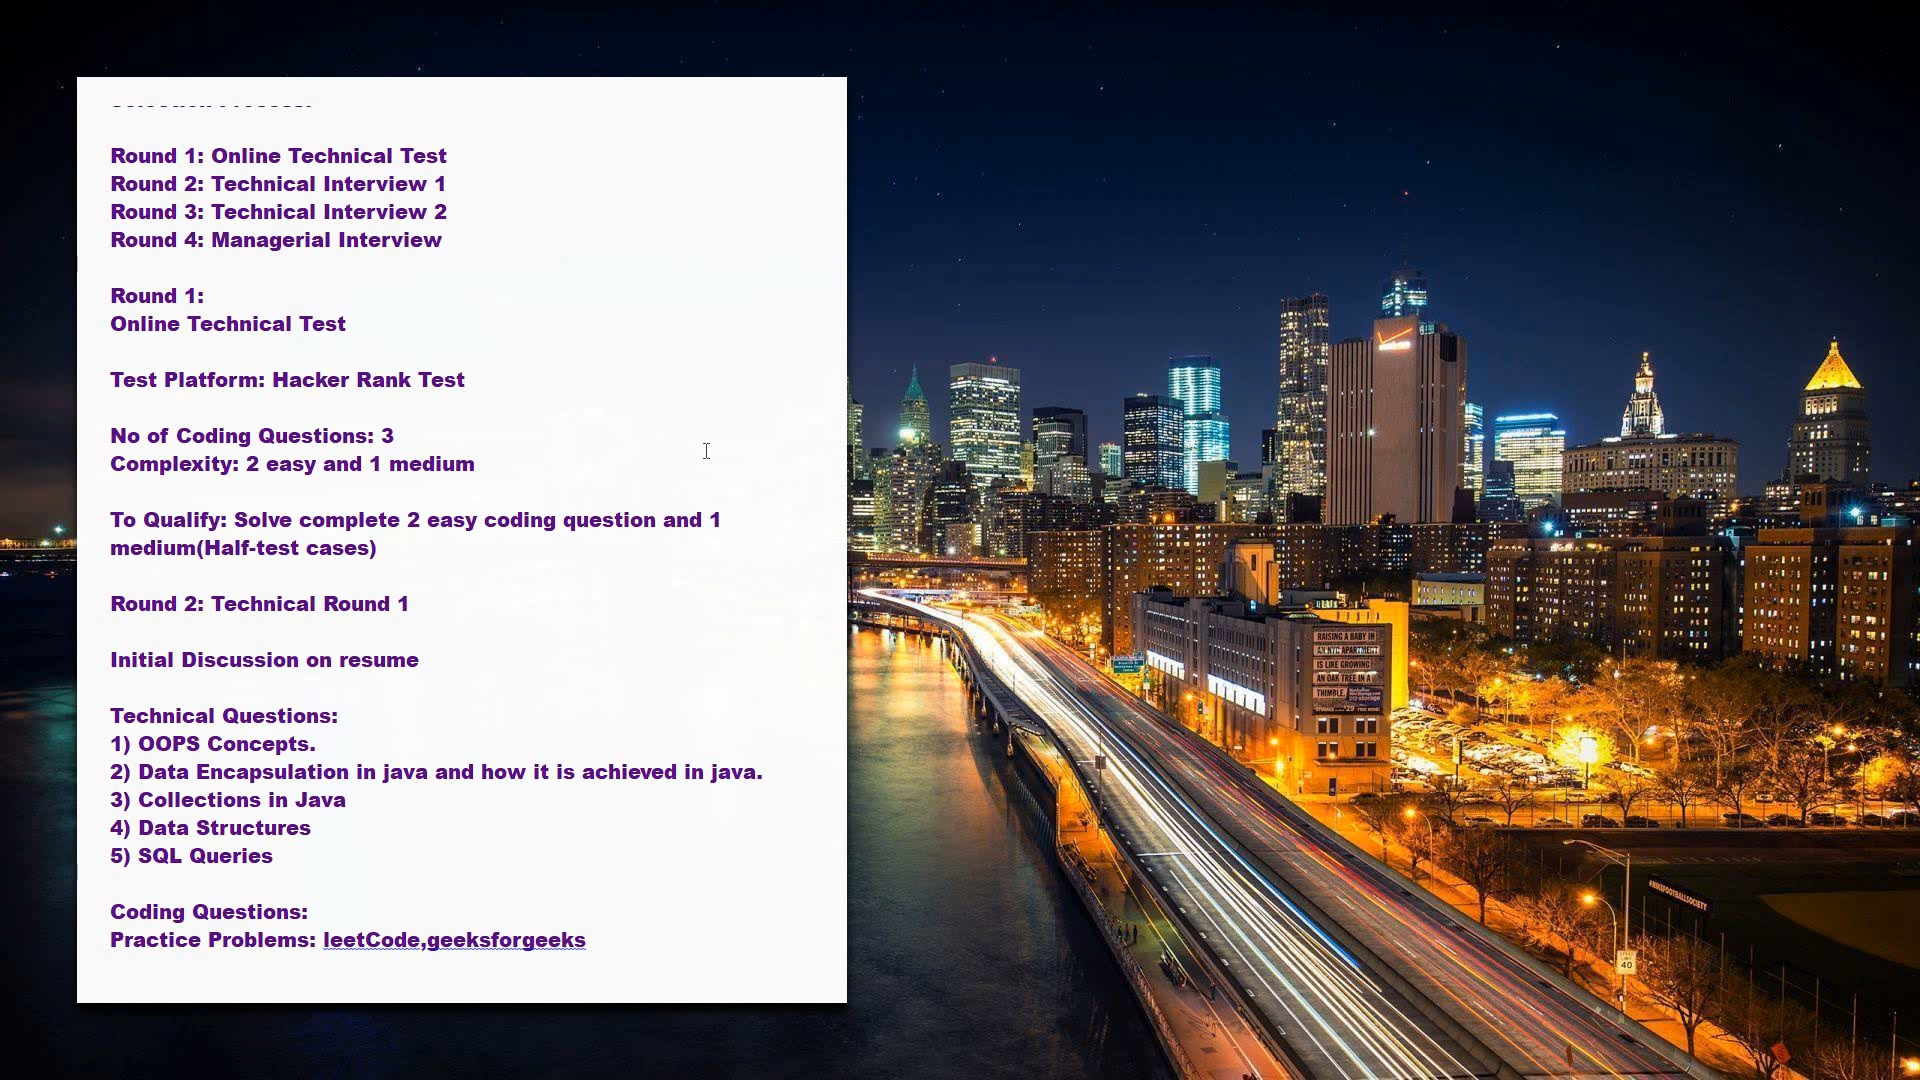 Round 1: Online Technical Test
Round 2: Technical Interview 1
Round 3: Technical Interview 2
Round 4: Managerial Interview
Round 1:
Online Technical Test
Test Platform: Hacker Rank Test
No of Coding Questions: 3
Complexity: 2 easy and 1 medium
To Qualify: Solve complete 2 easy coding question and 1
medium(Half-test cases)
Round 2: Technical Round 1
Initial Discussion on resume
Technical Questions:
1) OOPS Concepts.
2) Data Encapsulation in java and how it is achieved in java.
3) Collections in Java
4) Data Structures
5) SQL Queries
Coding Questions:
Practice Problems: leetCode,geeksforgeeks
RAISING A BABY IN
AN NYC APARTMENT
IS LIKE GROWING
AN OAK TREE IN A
THIMBLE.
#NIKEFOOTBALLSOCIETY
40